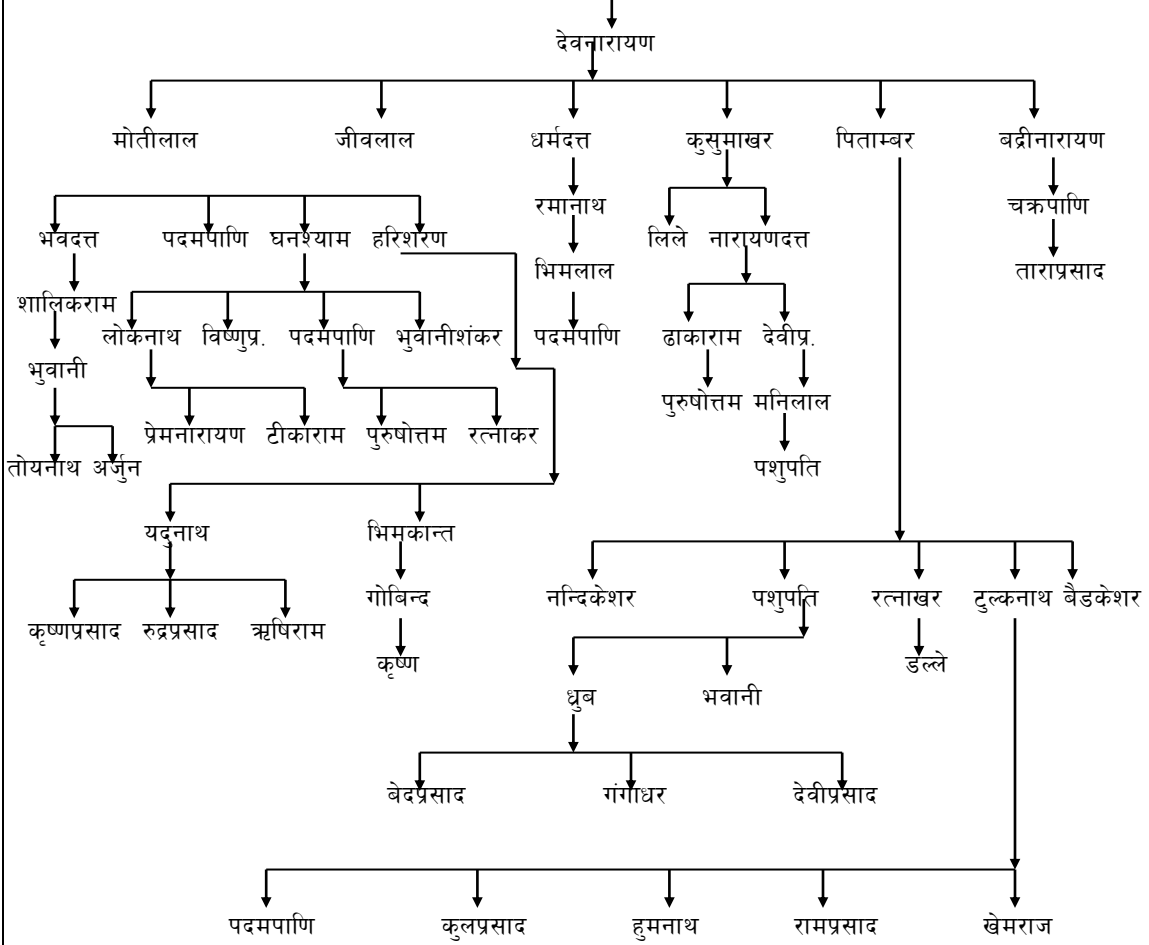 देवनारायण
मोतीलाल जीवलाल धर्मदत्त कुसुमाखर पिताम्बर बद्रीनारायण
रमानाथ चक्रपाणि
भवदत्त पदमपाणि घनश्याम हरिशरण लिले नारायणदत्त
भिमलाल ताराप्रसाद
शालिकराम
लोकनाथ विष्णुप्र. पदमपाणि भुवानीशंकर पदमपाणि ढाकाराम देवीप्र.
भुवानी
पुरुषोत्तम मनिलाल
प्रेमनारायण टीकाराम पुरुषोत्तम रत्नाकर
तोयनाथ अर्जुन पशुपति
यदुनाथ भिमकान्त
गोबिन्द नन्दिकेशर पशुपति रत्नाखर टुल्कनाथ बैडकेशर
कृष्णप्रसाद रुद्रप्रसाद ऋषिराम
कृष्ण डल्ले
ध्रुब भवानी
बेदप्रसाद गंगाधर देवीप्रसाद
पदमपाणि कुलप्रसाद हुमनाथ रामप्रसाद खेमराज